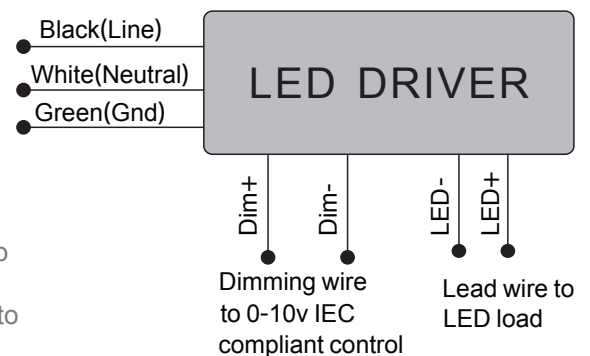 Black(Line)
White(Neutral)
Green(Gnd)
LED DRIVER
Dim+
Dim-
LED-
LED+
to
Dimming wire
to 0-10v IEC
compliant control
Lead wire to
LED load